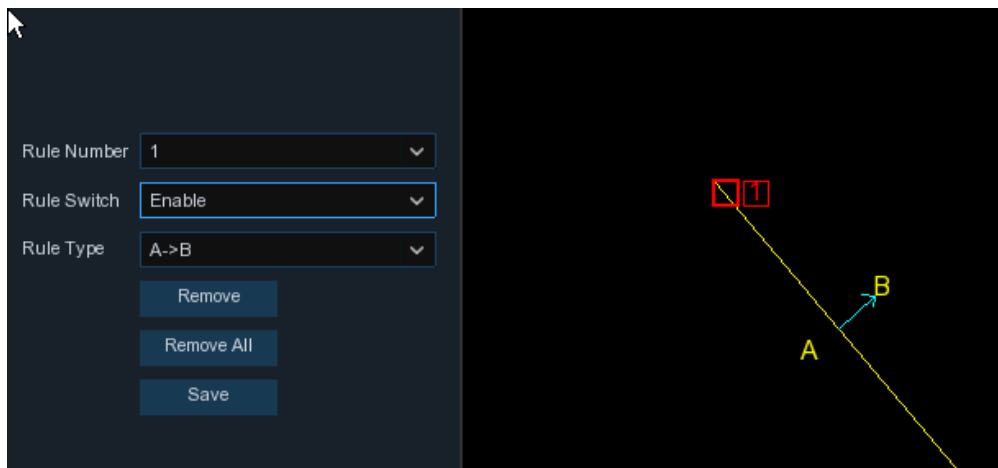 Rule Number 1
Rule Switch Enable
Rule Type A->B
Remove
Remove All
Save
1
B
A